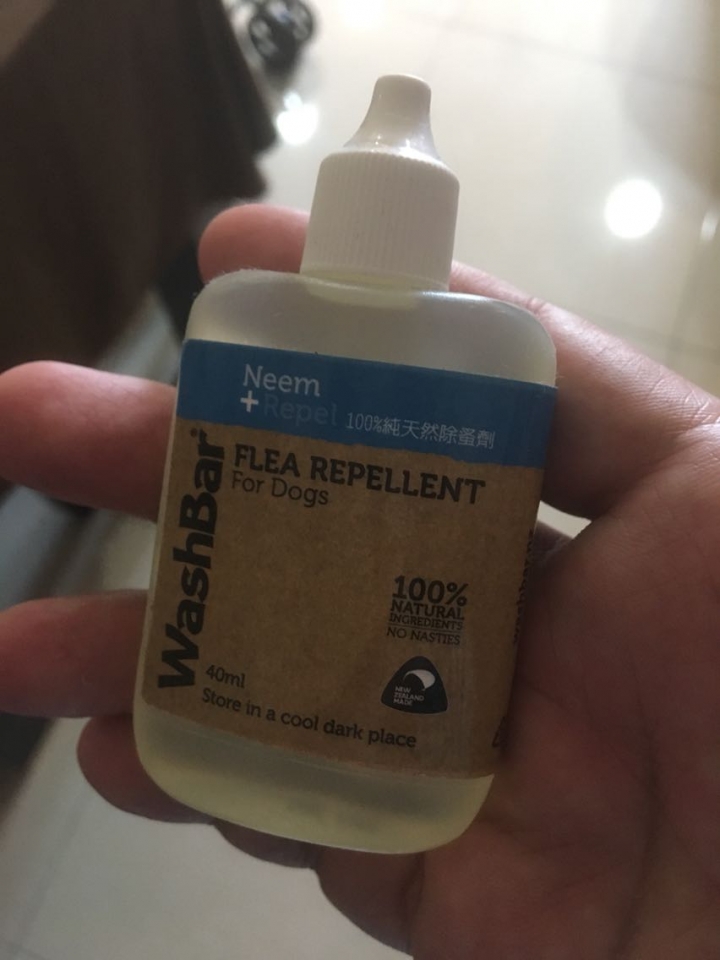 Neem
+Repel 100%純天然除蚤劑
WashBar®
FLEA REPELLENT
For Dogs
100%
NATURAL
INGREDIENTS
NO NASTIES
NEW
ZEALAND
MADE
40ml
Store in a cool dark place